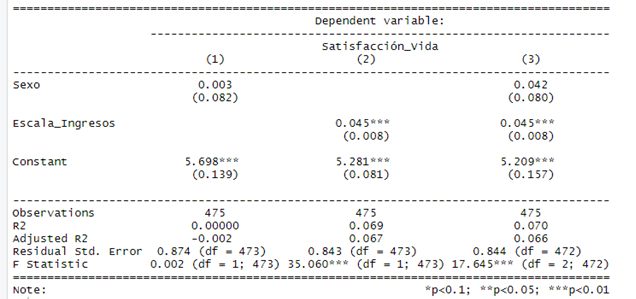 Dependent variable:
Satisfacción_Vida
(1) (2) (3)
Sexo 0.003 0.042
(0.082) (0.080)
Escala_Ingresos 0.045*** 0.045***
(0.008) (0.008)
Constant 5.698*** 5.281*** 5.209***
(0.139) (0.081) (0.157)
Observations 475 475 475
R2 0.00000 0.069 0.070
Adjusted R2 -0.002 0.067 0.066
Residual Std. Error 0.874 (df = 473) 0.843 (df = 473) 0.844 (df = 472)
F Statistic 0.002 (df = 1; 473) 35.060*** (df = 1; 473) 17.645*** (df = 2; 472)
Note: *p<0.1; **p<0.05; ***p<0.01